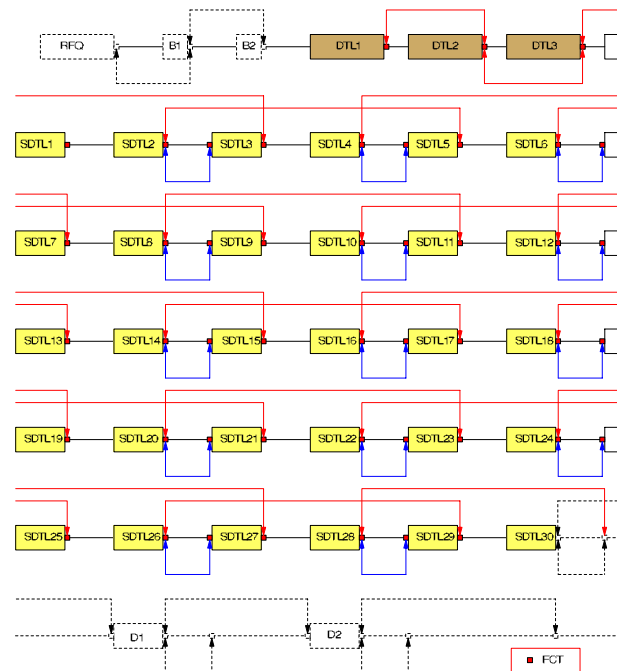 RFQ B1 B2 DTL1 DTL2 DTL3
SDTL1 SDTL2 SDTL3 SDTL4 SDTL5 SDTL6
SDTL7 SDTL8 SDTL9 SDTL10 SDTL11 SDTL12
SDTL13 SDTL14 SDTL15 SDTL16 SDTL17 SDTL18
SDTL19 SDTL20 SDTL21 SDTL22 SDTL23 SDTL24
SDTL25 SDTL26 SDTL27 SDTL28 SDTL29 SDTL30
D1 D2
FCT